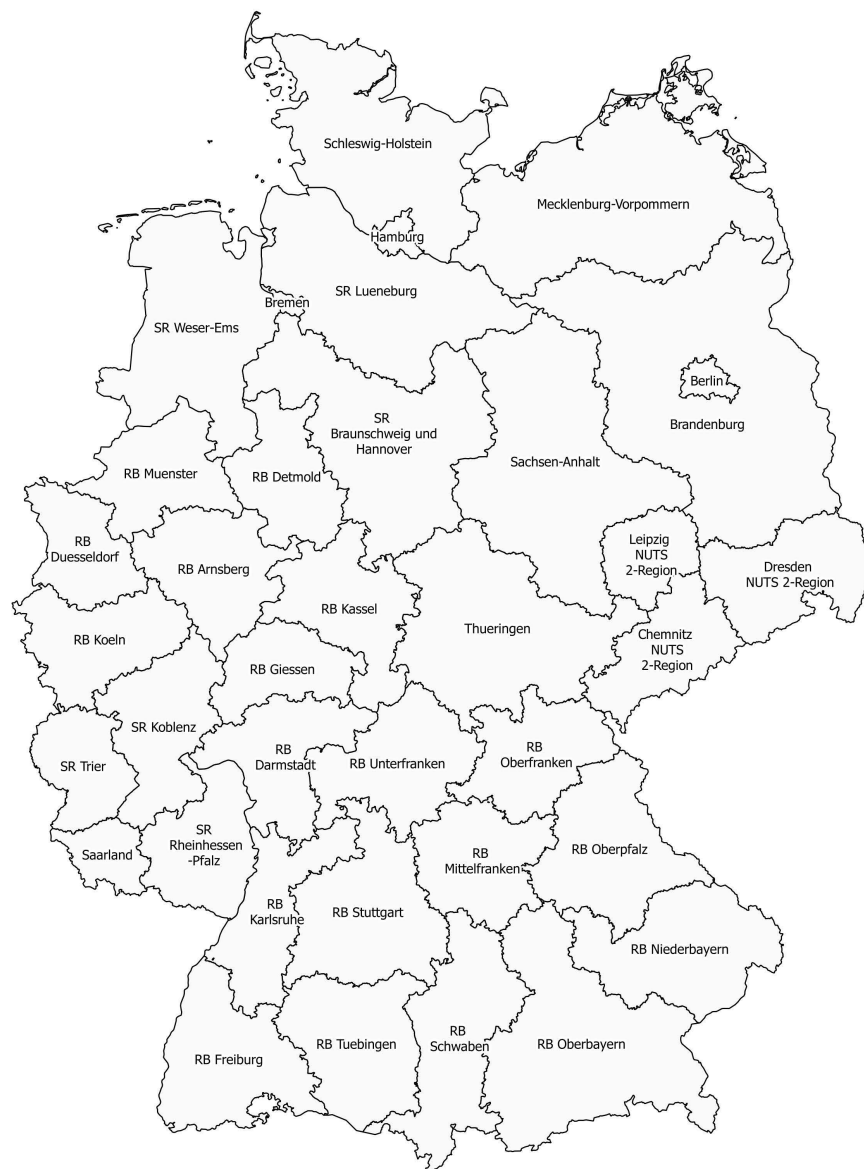 Schleswig-Holstein
Mecklenburg-Vorpommern
Hamburg
SR Lueneburg
Bremen
SR Weser-Ems
Berlin
Brandenburg
SR
Braunschweig und
Hannover
Sachsen-Anhalt
RB Muenster
RB Detmold
RB
Duesseldorf
RB Arnsberg
Leipzig
NUTS
2-Region
Dresden
NUTS 2-Region
RB Kassel
RB Koeln
Thueringen
Chemnitz
NUTS
2-Region
RB Giessen
SR Koblenz
SR Trier
RB
Darmstadt
RB Unterfranken
RB
Oberfranken
Saarland
SR
Rheinhessen
-Pfalz
RB
Mittelfranken
RB Oberpfalz
RB
Karlsruhe
RB Stuttgart
RB Niederbayern
RB Freiburg
RB Tuebingen
RB
Schwaben
RB Oberbayern